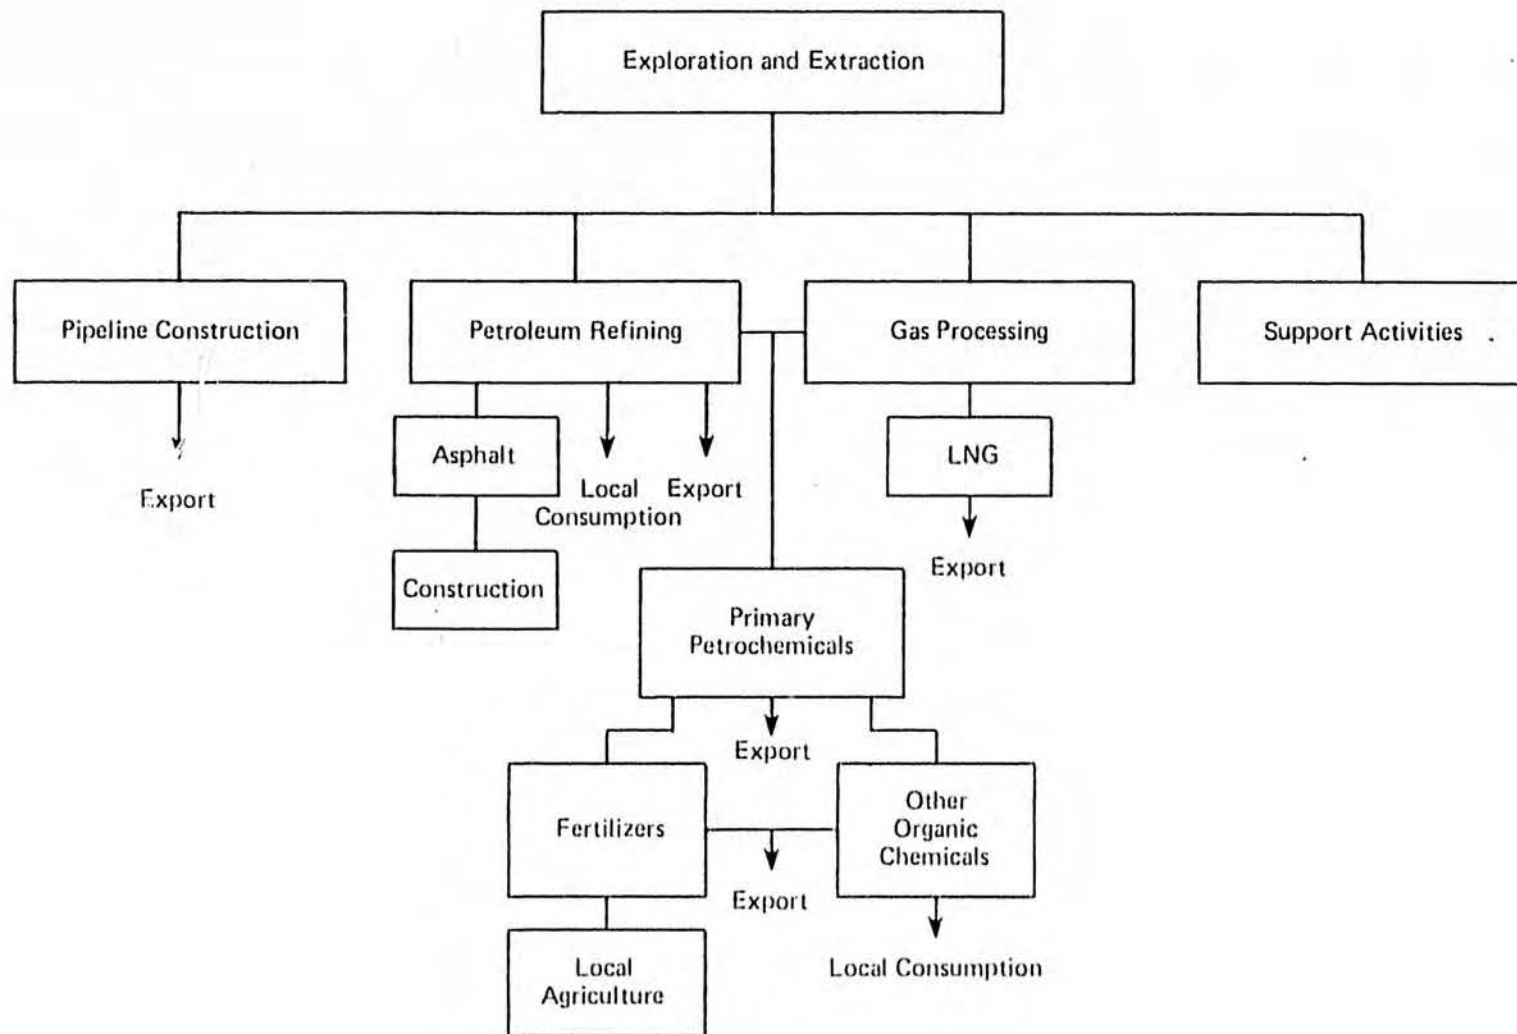 Exploration and Extraction
Pipeline Construction
Petroleum Refining
Gas Processing
Support Activities
Export
Asphalt
Local
Consumption
Export
LNG
Export
Construction
Primary
Petrochemicals
Export
Fertilizers
Other
Organic
Chemicals
Export
Local
Agriculture
Local Consumption